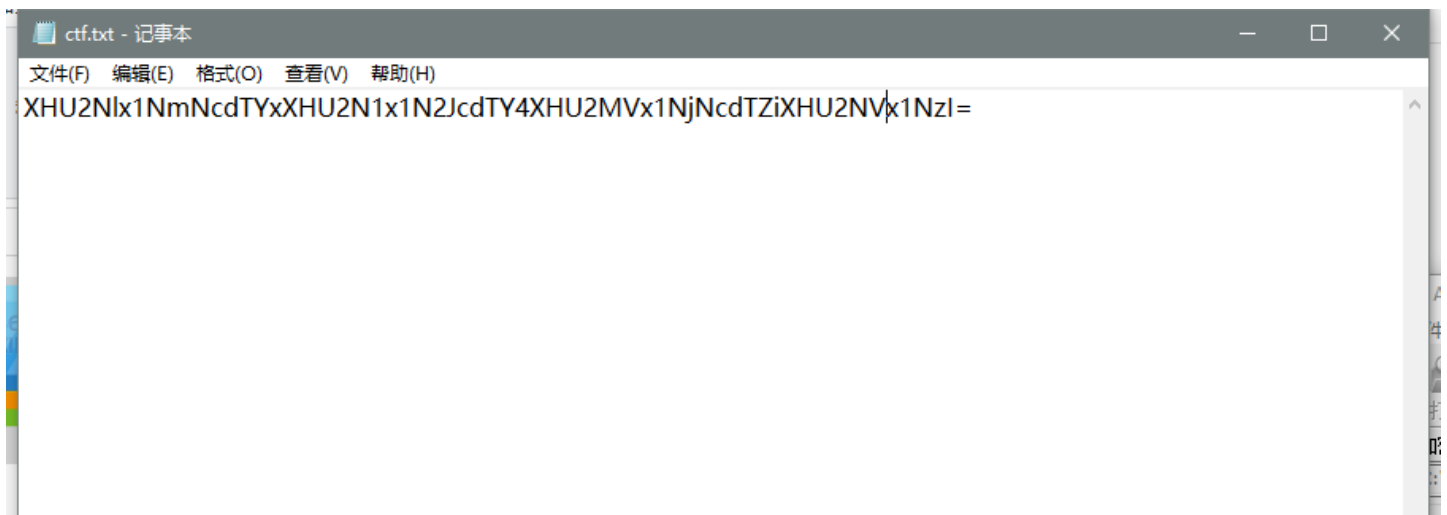 ctf.txt - 记事本
文件(F) 编辑(E) 格式(O) 查看(V) 帮助(H)
XHU2Nlx1NmNcdTYxXHU2N1x1N2JcdTY4XHU2MVx1NjNcdTZiXHU2NVx1NzI=